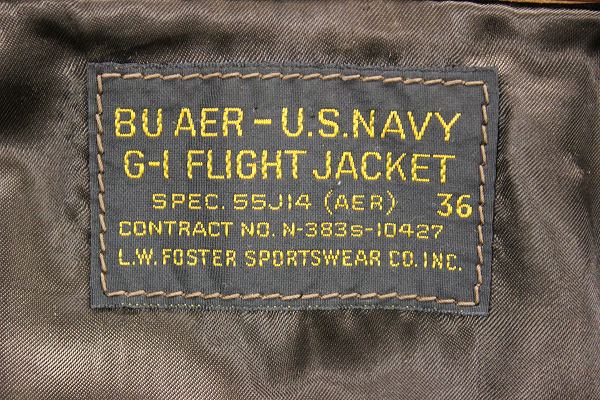 BU AER - U.S.NAVY
G-1 FLIGHT JACKET
SPEC. 55J14 (AER) 36
CONTRACT NO. N-383s-10427
L.W. FOSTER SPORTSWEAR CO. INC.